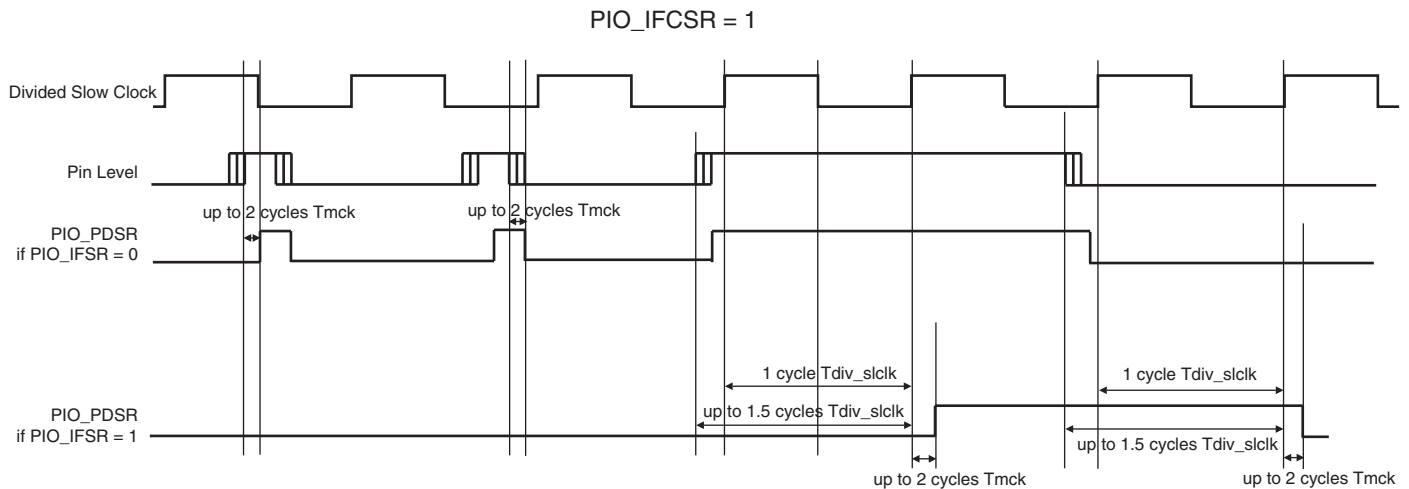 PIO_IFCSR = 1
Divided Slow Clock
Pin Level
up to 2 cycles Tmck
up to 2 cycles Tmck
PIO_PDSR
if PIO_IFSR = 0
1 cycle Tdiv_slclk
1 cycle Tdiv_slclk
PIO_PDSR
if PIO_IFSR = 1
up to 1.5 cycles Tdiv_slclk
up to 1.5 cycles Tdiv_slclk
up to 2 cycles Tmck
up to 2 cycles Tmck